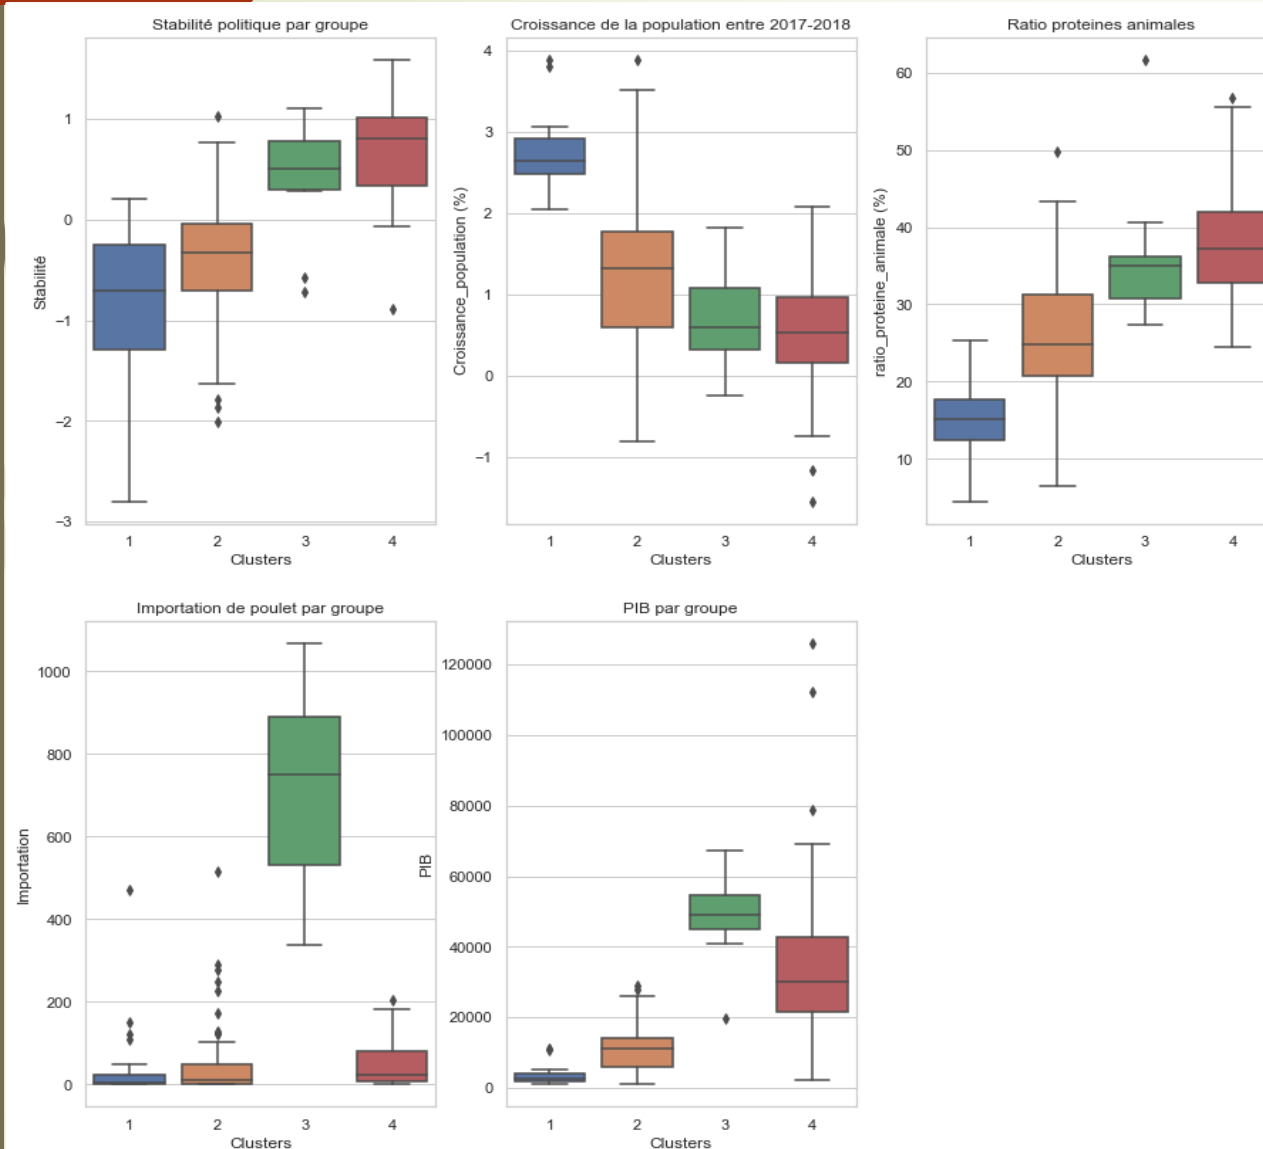 Stabilité politique par groupe
Stabilité
1
0
−1
−2
−3
1 2 3 4
Clusters
Croissance de la population entre 2017-2018
Croissance_population (%)
4
3
2
1
0
−1
1 2 3 4
Clusters
Ratio proteines animales
ratio_proteine_animale (%)
60
50
40
30
20
10
1 2 3 4
Clusters
Importation de poulet par groupe
Importation
1000
800
600
400
200
0
1 2 3 4
Clusters
PIB par groupe
PIB
120000
100000
80000
60000
40000
20000
0
1 2 3 4
Clusters